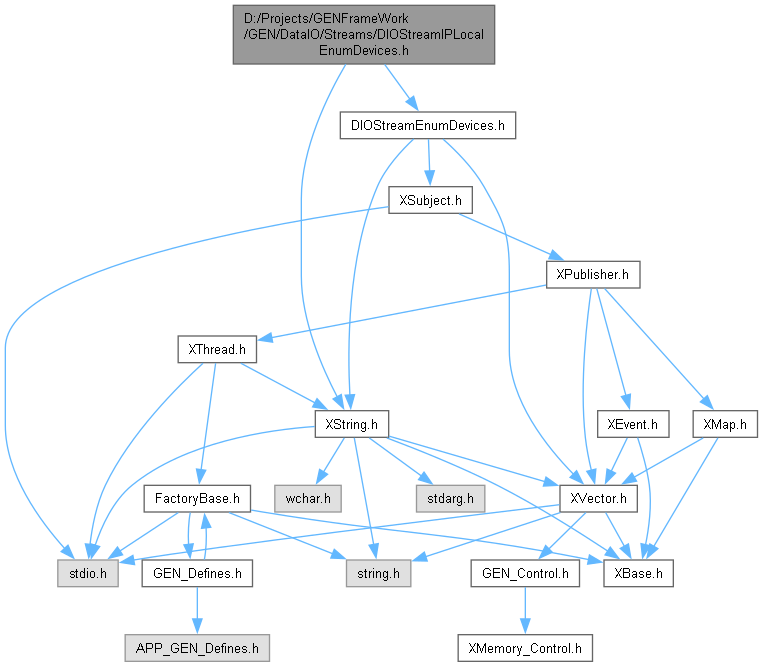 D:/Projects/GENFrameWork
/GEN/DataIO/Streams/DIOStreamIPLocal
EnumDevices.h
DIOStreamEnumDevices.h
XSubject.h
XPublisher.h
XThread.h
XString.h
XEvent.h
XMap.h
FactoryBase.h
wchar.h
stdarg.h
XVector.h
stdio.h
GEN_Defines.h
string.h
GEN_Control.h
XBase.h
APP_GEN_Defines.h
XMemory_Control.h